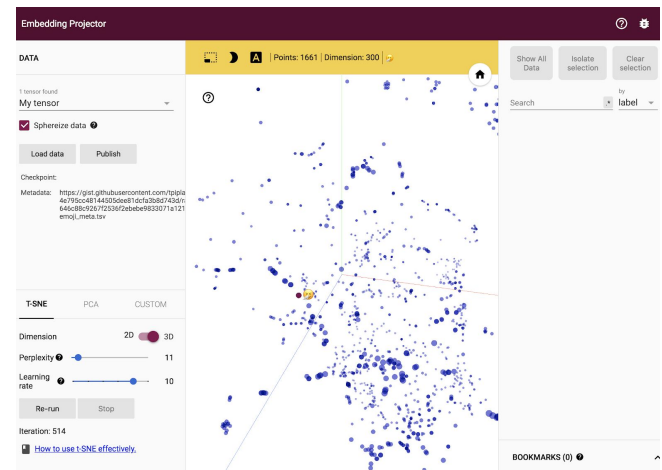 Embedding Projector
DATA
A | Points: 1661 | Dimension: 300
Show All Data
Isolate selection
Clear selection
1 tensor found
My tensor
by
Search .* label
Sphereize data
Load data Publish
Checkpoint:
Metadata: https://gist.githubusercontent.com/tpipla
4e795cc48144505dee81dcfa3b8d743d/r
646c88c9267f2536f2ebebe9833071a121
emoji_meta.tsv
T-SNE PCA CUSTOM
Dimension 2D 3D
Perplexity 11
Learning rate 10
Re-run Stop
Iteration: 514
How to use t-SNE effectively.
BOOKMARKS (0)